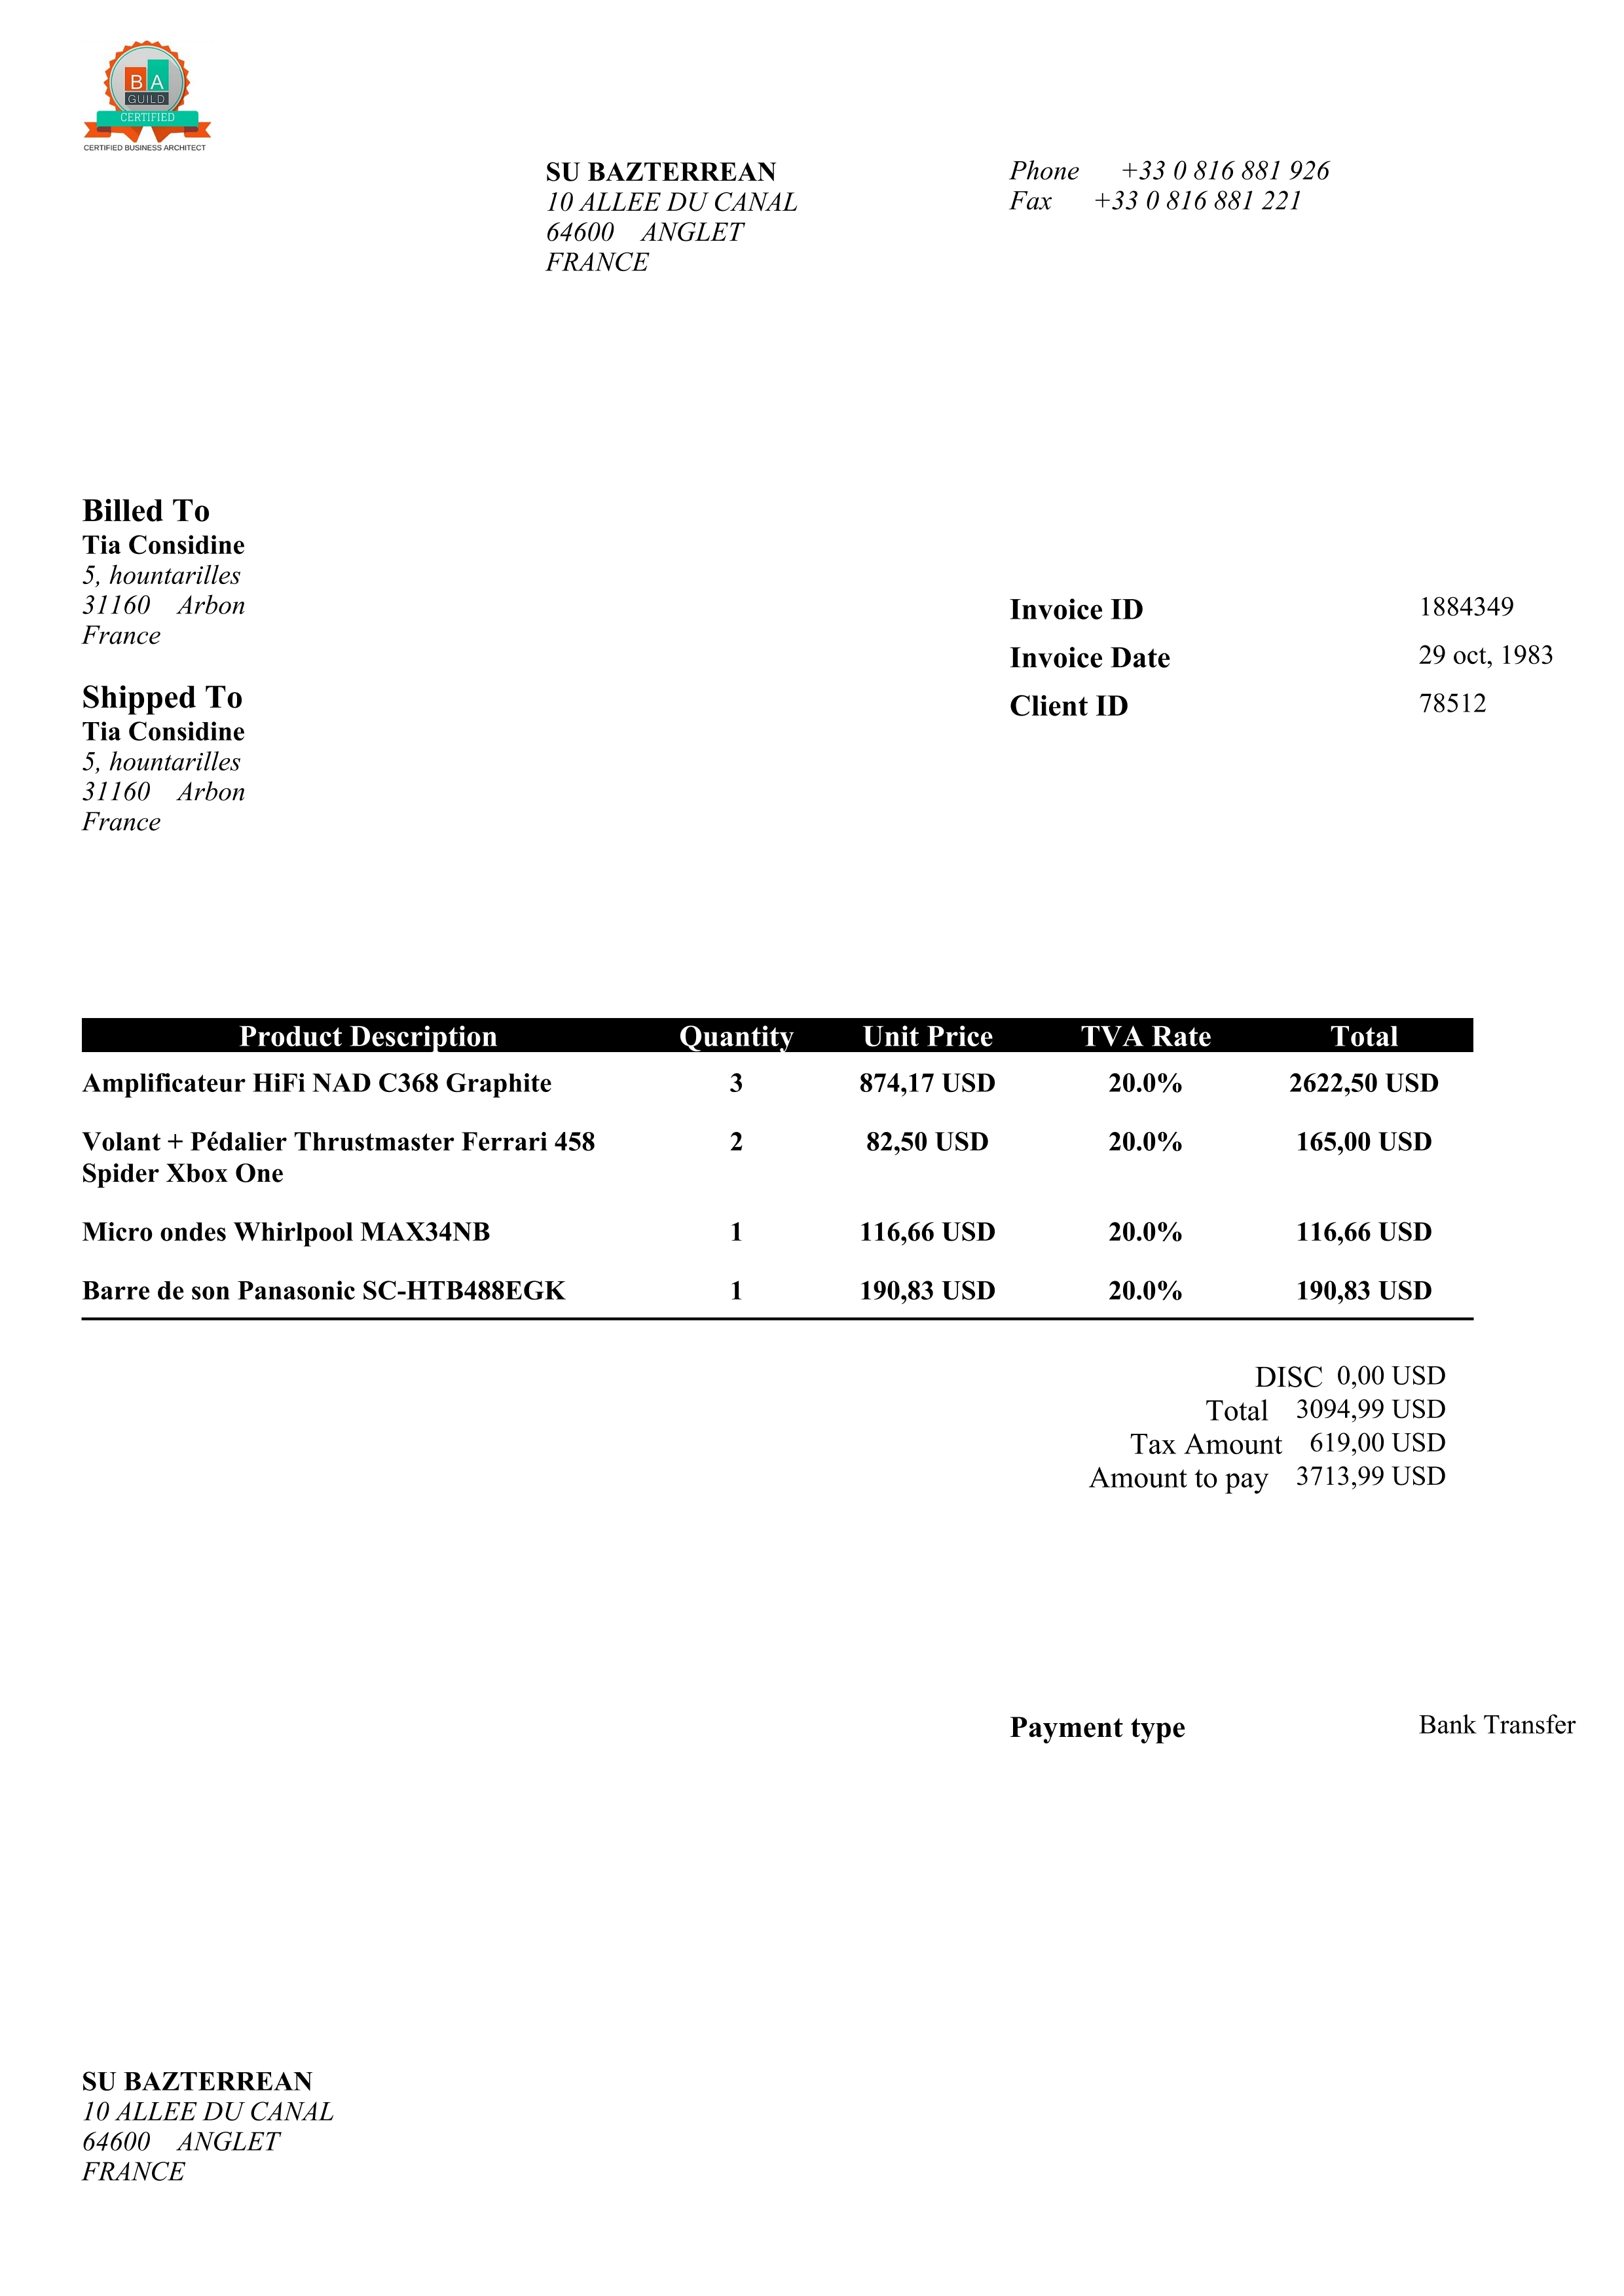 B A
GUILD
CERTIFIED
CERTIFIED BUSINESS ARCHITECT
SU BAZTERREAN
10 ALLEE DU CANAL
64600 ANGLET
FRANCE
Phone +33 0 816 881 926
Fax +33 0 816 881 221
Billed To
Tia Considine
5, hountarilles
31160 Arbon
France
Shipped To
Tia Considine
5, hountarilles
31160 Arbon
France
Invoice ID 1884349
Invoice Date 29 oct, 1983
Client ID 78512
Product Description Quantity Unit Price TVA Rate Total
Amplificateur HiFi NAD C368 Graphite 3 874,17 USD 20.0% 2622,50 USD
Volant + Pédalier Thrustmaster Ferrari 458 2 82,50 USD 20.0% 165,00 USD
Spider Xbox One
Micro ondes Whirlpool MAX34NB 1 116,66 USD 20.0% 116,66 USD
Barre de son Panasonic SC-HTB488EGK 1 190,83 USD 20.0% 190,83 USD
DISC 0,00 USD
Total 3094,99 USD
Tax Amount 619,00 USD
Amount to pay 3713,99 USD
Payment type Bank Transfer
SU BAZTERREAN
10 ALLEE DU CANAL
64600 ANGLET
FRANCE